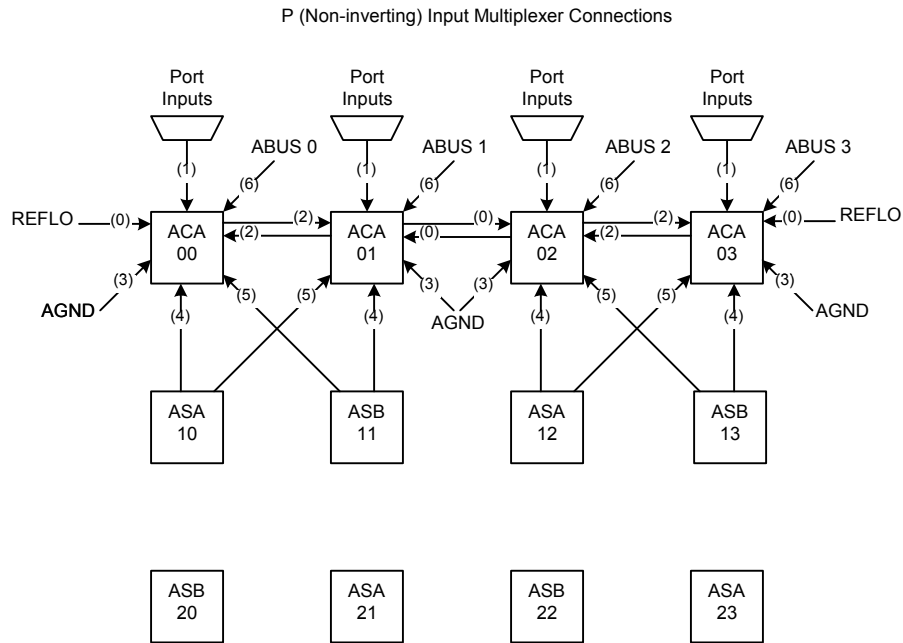 P (Non-inverting) Input Multiplexer Connections
Port
Inputs
Port
Inputs
Port
Inputs
Port
Inputs
ABUS 0
ABUS 1
ABUS 2
ABUS 3
(1)
(1)
(1)
(1)
(6)
(6)
(6)
(6)
REFLO
(0)
ACA
00
(2)
(2)
ACA
01
(0)
(0)
ACA
02
(2)
(2)
ACA
03
(0)
REFLO
(3)
AGND
(3)
AGND
(3)
(3)
AGND
(4)
(5)
(5)
(4)
(4)
(5)
(5)
(4)
ASA
10
ASB
11
ASA
12
ASB
13
ASB
20
ASA
21
ASB
22
ASA
23